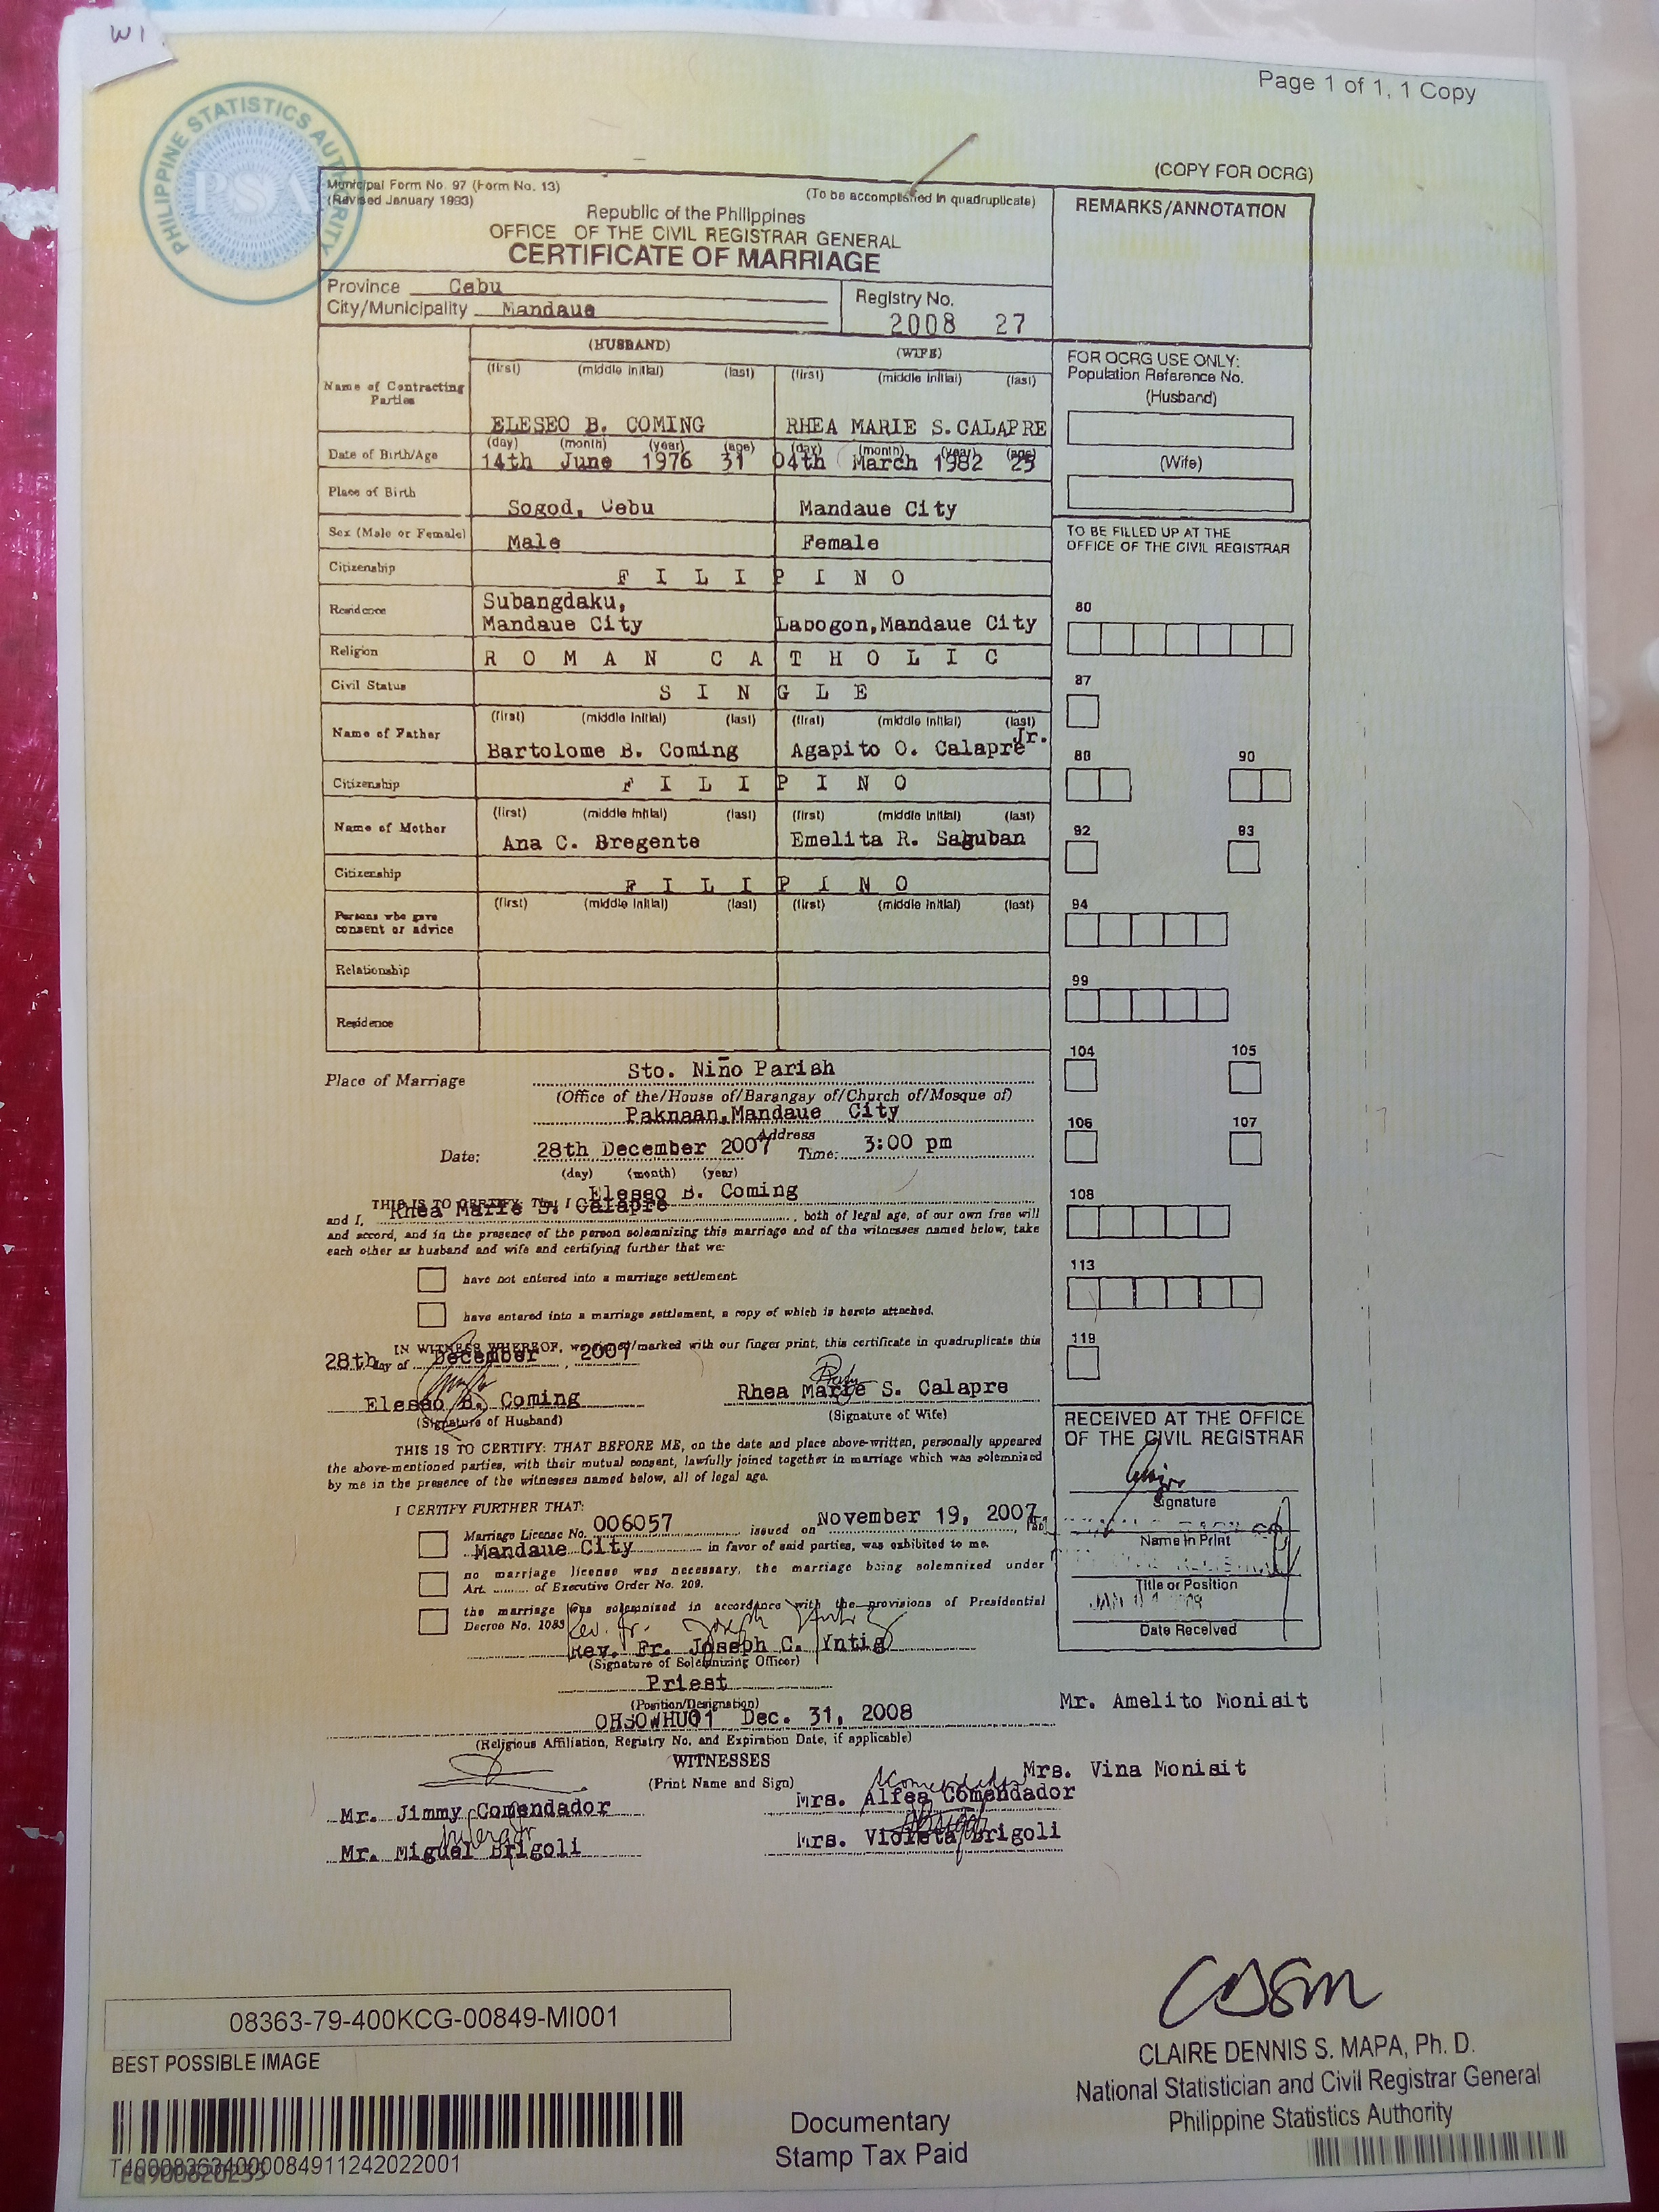 W1
Page 1 of 1, 1 Copy
PHILIPPINE STATISTICS AUTHORITY
PSA
(COPY FOR OCRG)
Municipal Form No. 97 (Form No. 13)
(Revised January 1993)
(To be accomplished in quadruplicate)
Republic of the Philippines
OFFICE OF THE CIVIL REGISTRAR GENERAL
CERTIFICATE OF MARRIAGE
REMARKS/ANNOTATION
Province Cebu
City/Municipality Mandaue
Registry No.
2008 27
(HUSBAND) (WIFE)
Name of Contracting Parties
(first) (middle initial) (last) (first) (middle initial) (last)
ELESEO B. COMING RHEA MARIE S. CALAPRE
Date of Birth/Age
(day) (month) (year) (age) (day) (month) (year) (age)
14th June 1976 31 04th March 1982 25
Place of Birth Sogod, Cebu Mandaue City
Sex (Male or Female) Male Female
Citizenship F I L I P I N O
Residence Subangdaku,
Mandaue City Labogon, Mandaue City
Religion R O M A N C A T H O L I C
Civil Status S I N G L E
Name of Father
(first) (middle initial) (last) (first) (middle initial) (last)
Bartolome B. Coming Agapito O. Calapre Jr.
Citizenship F I L I P I N O
Name of Mother
(first) (middle initial) (last) (first) (middle initial) (last)
Ana C. Bregente Emelita R. Saguban
Citizenship F I L I P I N O
Persons who gave consent or advice
(first) (middle initial) (last) (first) (middle initial) (last)
Relationship
Residence
FOR OCRG USE ONLY:
Population Reference No.
(Husband)
(Wife)
TO BE FILLED UP AT THE
OFFICE OF THE CIVIL REGISTRAR
80
87
88 90
92 93
94
99
104 105
106 107
108
113
119
Place of Marriage Sto. Niño Parish
(Office of the/House of/Barangay of/Church of/Mosque of)
Paknaan, Mandaue City
Address
Date: 28th December 2007 Time: 3:00 pm
(day) (month) (year)
THIS IS TO CERTIFY: That I Eleseo B. Coming
and I, Rhea Marie S. Calapre, both of legal age, of our own free will
and accord, and in the presence of the person solemnizing this marriage and of the witnesses named below, take
each other as husband and wife and certifying further that we:
have not entered into a marriage settlement.
have entered into a marriage settlement, a copy of which is hereto attached.
IN WITNESS WHEREOF, we signed/marked with our finger print, this certificate in quadruplicate this
28th day of December, 2007
Eleseo B. Coming Rhea Marie S. Calapre
(Signature of Husband) (Signature of Wife)
THIS IS TO CERTIFY: THAT BEFORE ME, on the date and place above-written, personally appeared
the above-mentioned parties, with their mutual consent, lawfully joined together in marriage which was solemnized
by me in the presence of the witnesses named below, all of legal age.
I CERTIFY FURTHER THAT:
Marriage License No. 006057 issued on November 19, 2007
Mandaue City in favor of said parties, was exhibited to me.
no marriage license was necessary, the marriage being solemnized under
Art. of Executive Order No. 209.
the marriage was solemnized in accordance with the provisions of Presidential
Decree No. 1083
Rev. Fr. Joseph C. Yntig
(Signature of Solemnizing Officer)
Priest
(Position/Designation)
OHSOWHU01 Dec. 31, 2008
(Religious Affiliation, Registry No. and Expiration Date, if applicable)
RECEIVED AT THE OFFICE
OF THE CIVIL REGISTRAR
Signature
Name in Print
Title or Position
Date Received
WITNESSES
(Print Name and Sign)
Mr. Amelito Monisit
Mrs. Vina Monisit
Mr. Jimmy Comendador Mrs. Alfea Comendador
Mr. Miguel Brigoli Mrs. Violeta Brigoli
08363-79-400KCG-00849-MI001
BEST POSSIBLE IMAGE
Documentary
Stamp Tax Paid
CLAIRE DENNIS S. MAPA, Ph. D.
National Statistician and Civil Registrar General
Philippine Statistics Authority